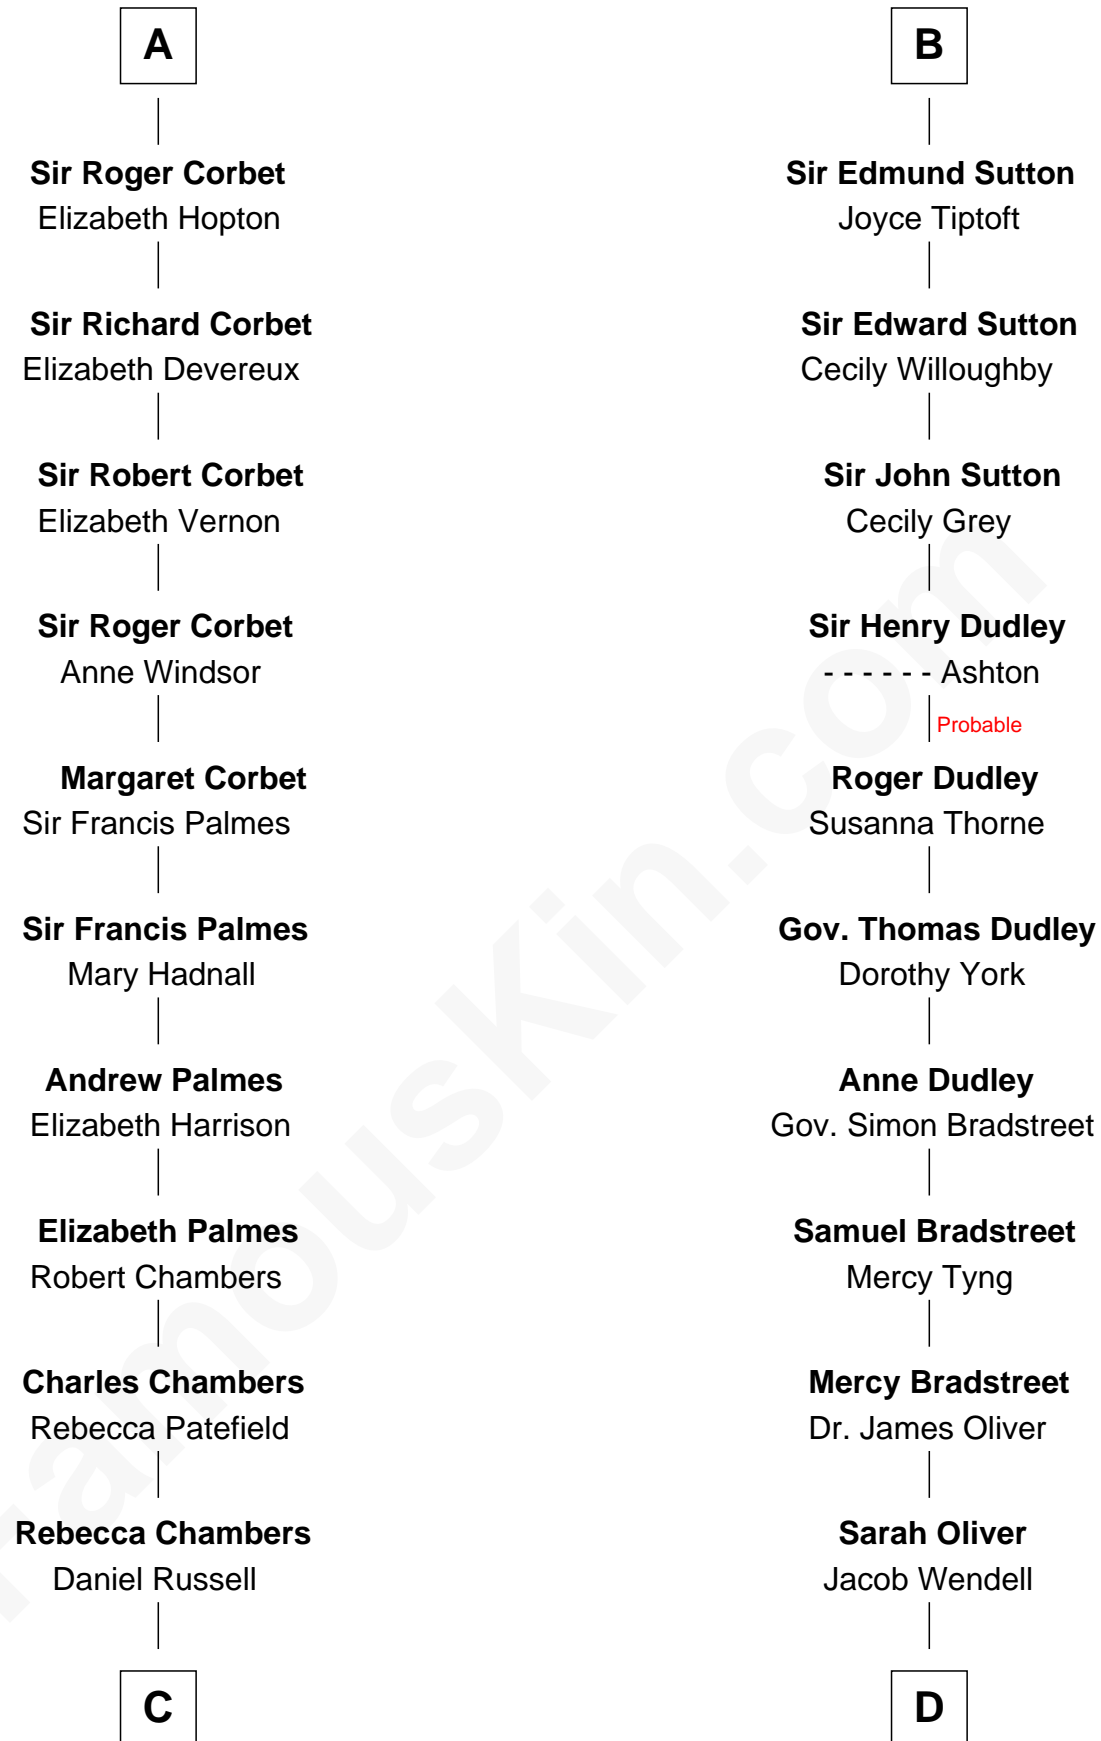 A
Sir Roger Corbet
Elizabeth Hopton
Sir Richard Corbet
Elizabeth Devereux
Sir Robert Corbet
Elizabeth Vernon
Sir Roger Corbet
Anne Windsor
Margaret Corbet
Sir Francis Palmes
Sir Francis Palmes
Mary Hadnall
Andrew Palmes
Elizabeth Harrison
Elizabeth Palmes
Robert Chambers
Charles Chambers
Rebecca Patefield
Rebecca Chambers
Daniel Russell
C
B
Sir Edmund Sutton
Joyce Tiptoft
Sir Edward Sutton
Cecily Willoughby
Sir John Sutton
Cecily Grey
Sir Henry Dudley
- - - - - - Ashton
Probable
Roger Dudley
Susanna Thorne
Gov. Thomas Dudley
Dorothy York
Anne Dudley
Gov. Simon Bradstreet
Samuel Bradstreet
Mercy Tyng
Mercy Bradstreet
Dr. James Oliver
Sarah Oliver
Jacob Wendell
D
FamousKin.com